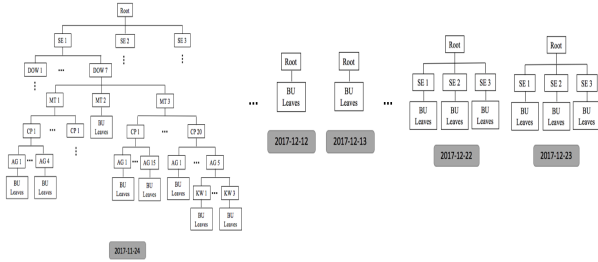 Root
SE 1
SE 2
SE 3
DOW 1
...
DOW 7
MT 1
MT 2
MT 3
BU
Leaves
CP 1
...
CP 1
CP 1
...
CP 20
AG 1
...
AG 4
AG 1
...
AG 15
AG 1
...
AG 5
BU
Leaves
BU
Leaves
BU
Leaves
BU
Leaves
BU
Leaves
KW 1
...
KW 3
BU
Leaves
BU
Leaves
2017-11-24
...
Root
BU
Leaves
2017-12-12
Root
BU
Leaves
2017-12-13
...
Root
SE 1
SE 2
SE 3
BU
Leaves
BU
Leaves
BU
Leaves
2017-12-22
Root
SE 1
SE 2
SE 3
BU
Leaves
BU
Leaves
BU
Leaves
2017-12-23